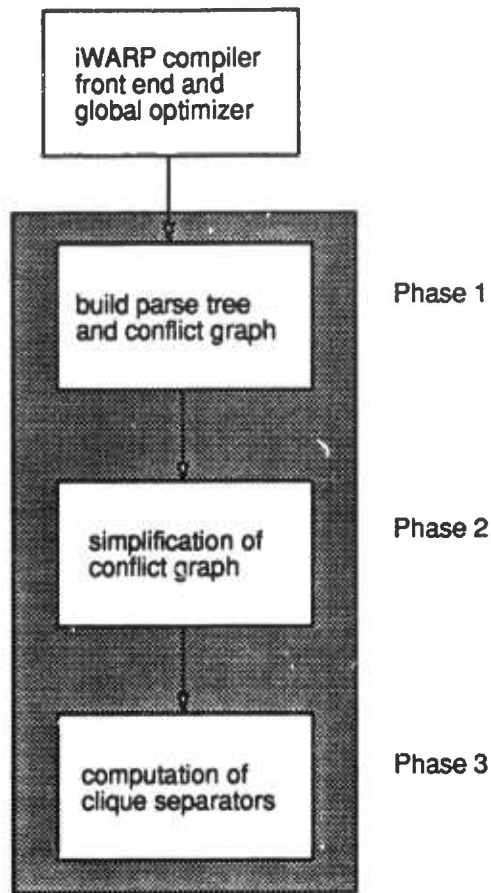 iWARP compiler
front end and
global optimizer
build parse tree
and conflict graph
Phase 1
simplification of
conflict graph
Phase 2
computation of
clique separators
Phase 3